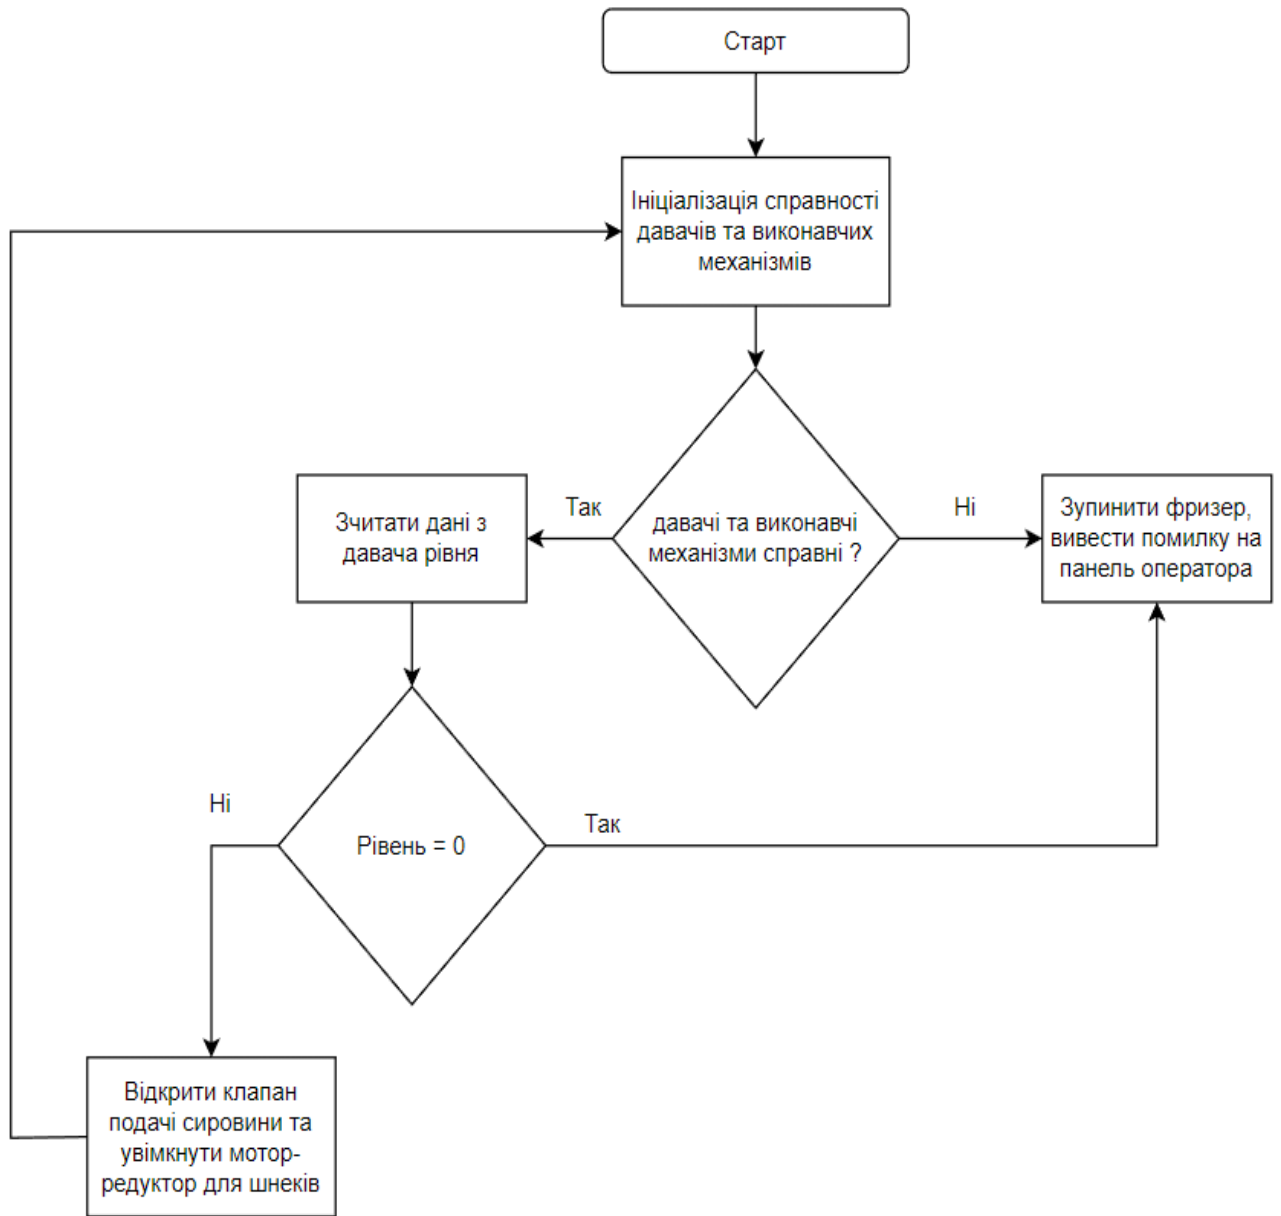 Старт
Ініціалізація справності
давачів та виконавчих
механізмів
Так
давачі та виконавчі
механізми справні ?
Ні
Зчитати дані з
давача рівня
Зупинити фризер,
вивести помилку на
панель оператора
Ні
Рівень = 0
Так
Відкрити клапан
подачі сировини та
увімкнути мотор-
редуктор для шнеків